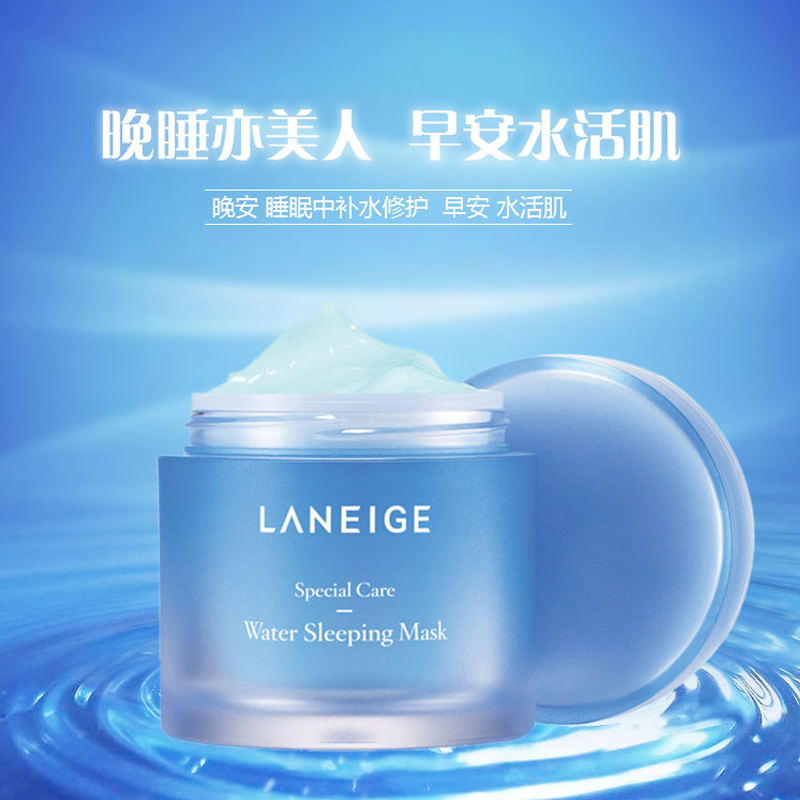 晚睡亦美人 早安水活肌
晚安 睡眠中补水修护 早安 水活肌
LANEIGE
Special Care
Water Sleeping Mask